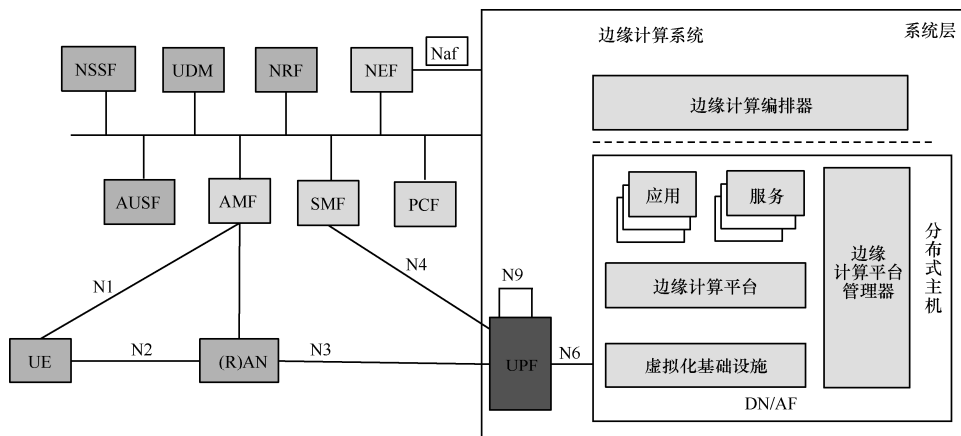 边缘计算系统
系统层
Naf
NSSF
UDM
NRF
NEF
边缘计算编排器
AUSF
AMF
SMF
PCF
应用
服务
边缘
计算平台
管理器
分布式主机
N1
N4
N9
边缘计算平台
UE
N2
(R)AN
N3
UPF
N6
虚拟化基础设施
DN/AF